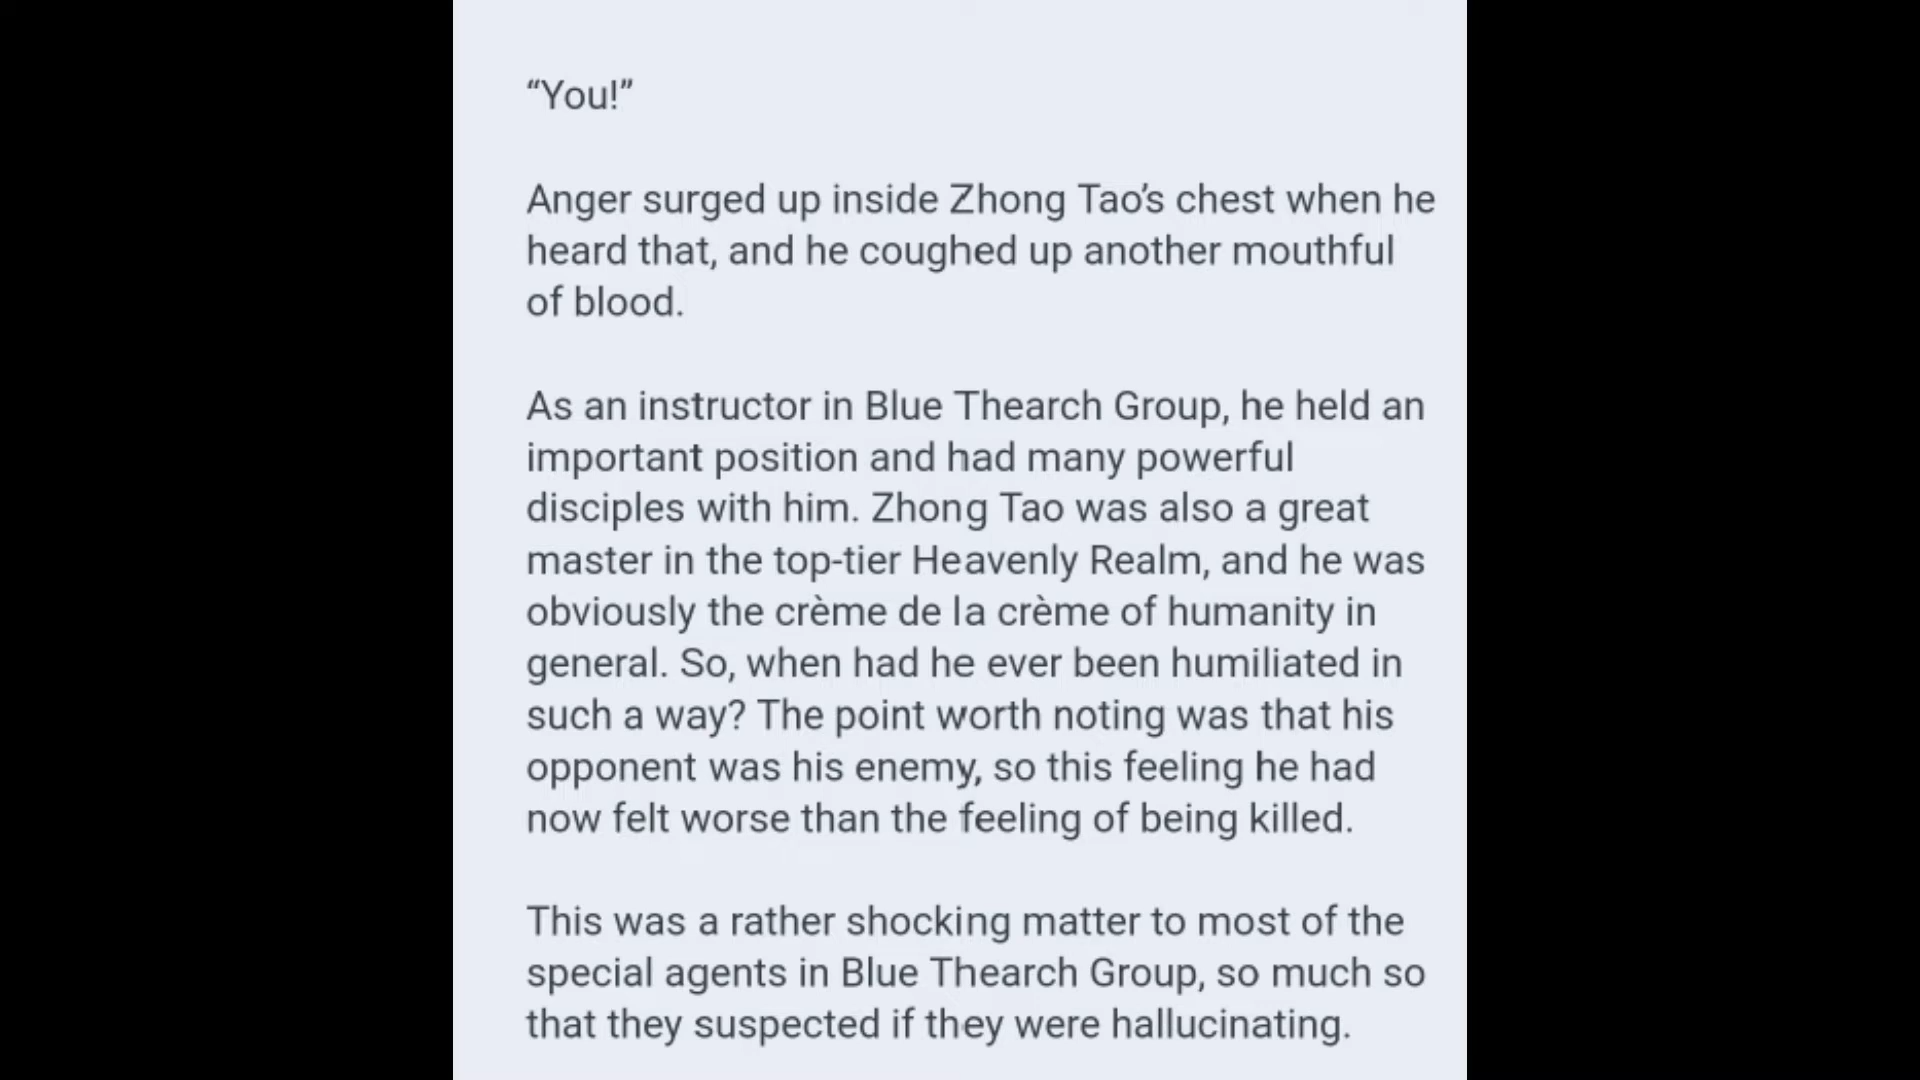 “You!”
Anger surged up inside Zhong Tao’s chest when he
heard that, and he coughed up another mouthful
of blood.
As an instructor in Blue Thearch Group, he held an
important position and had many powerful
disciples with him. Zhong Tao was also a great
master in the top-tier Heavenly Realm, and he was
obviously the crème de la crème of humanity in
general. So, when had he ever been humiliated in
such a way? The point worth noting was that his
opponent was his enemy, so this feeling he had
now felt worse than the feeling of being killed.
This was a rather shocking matter to most of the
special agents in Blue Thearch Group, so much so
that they suspected if they were hallucinating.